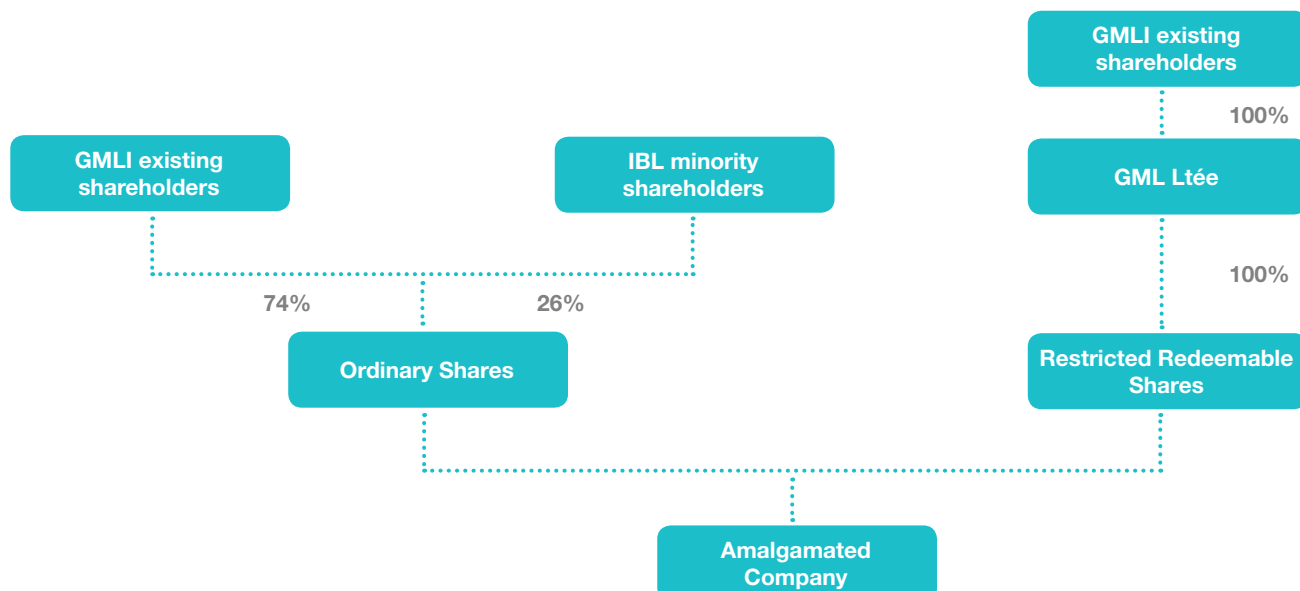 GMLI existing
shareholders
100%
GMLI existing
shareholders
IBL minority
shareholders
GML Ltée
100%
74%
26%
Ordinary Shares
Restricted Redeemable
Shares
Amalgamated
Company